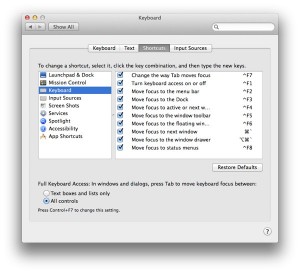 Keyboard
Show All
Keyboard Text Shortcuts Input Sources
To change a shortcut, select it, click the key combination, and then type the new keys.
Launchpad & Dock
Mission Control
Keyboard
Input Sources
Screen Shots
Services
Spotlight
Accessibility
App Shortcuts
Change the way Tab moves focus ^F7
Turn keyboard access on or off ^F1
Move focus to the menu bar ^F2
Move focus to the Dock ^F3
Move focus to active or next w... ^F4
Move focus to the window toolbar ^F5
Move focus to the floating win... ^F6
Move focus to next window ⌘`
Move focus to the window drawer ⌥⌘`
Move focus to status menus ^F8
Restore Defaults
Full Keyboard Access: In windows and dialogs, press Tab to move keyboard focus between:
Text boxes and lists only
All controls
Press Control+F7 to change this setting.
?